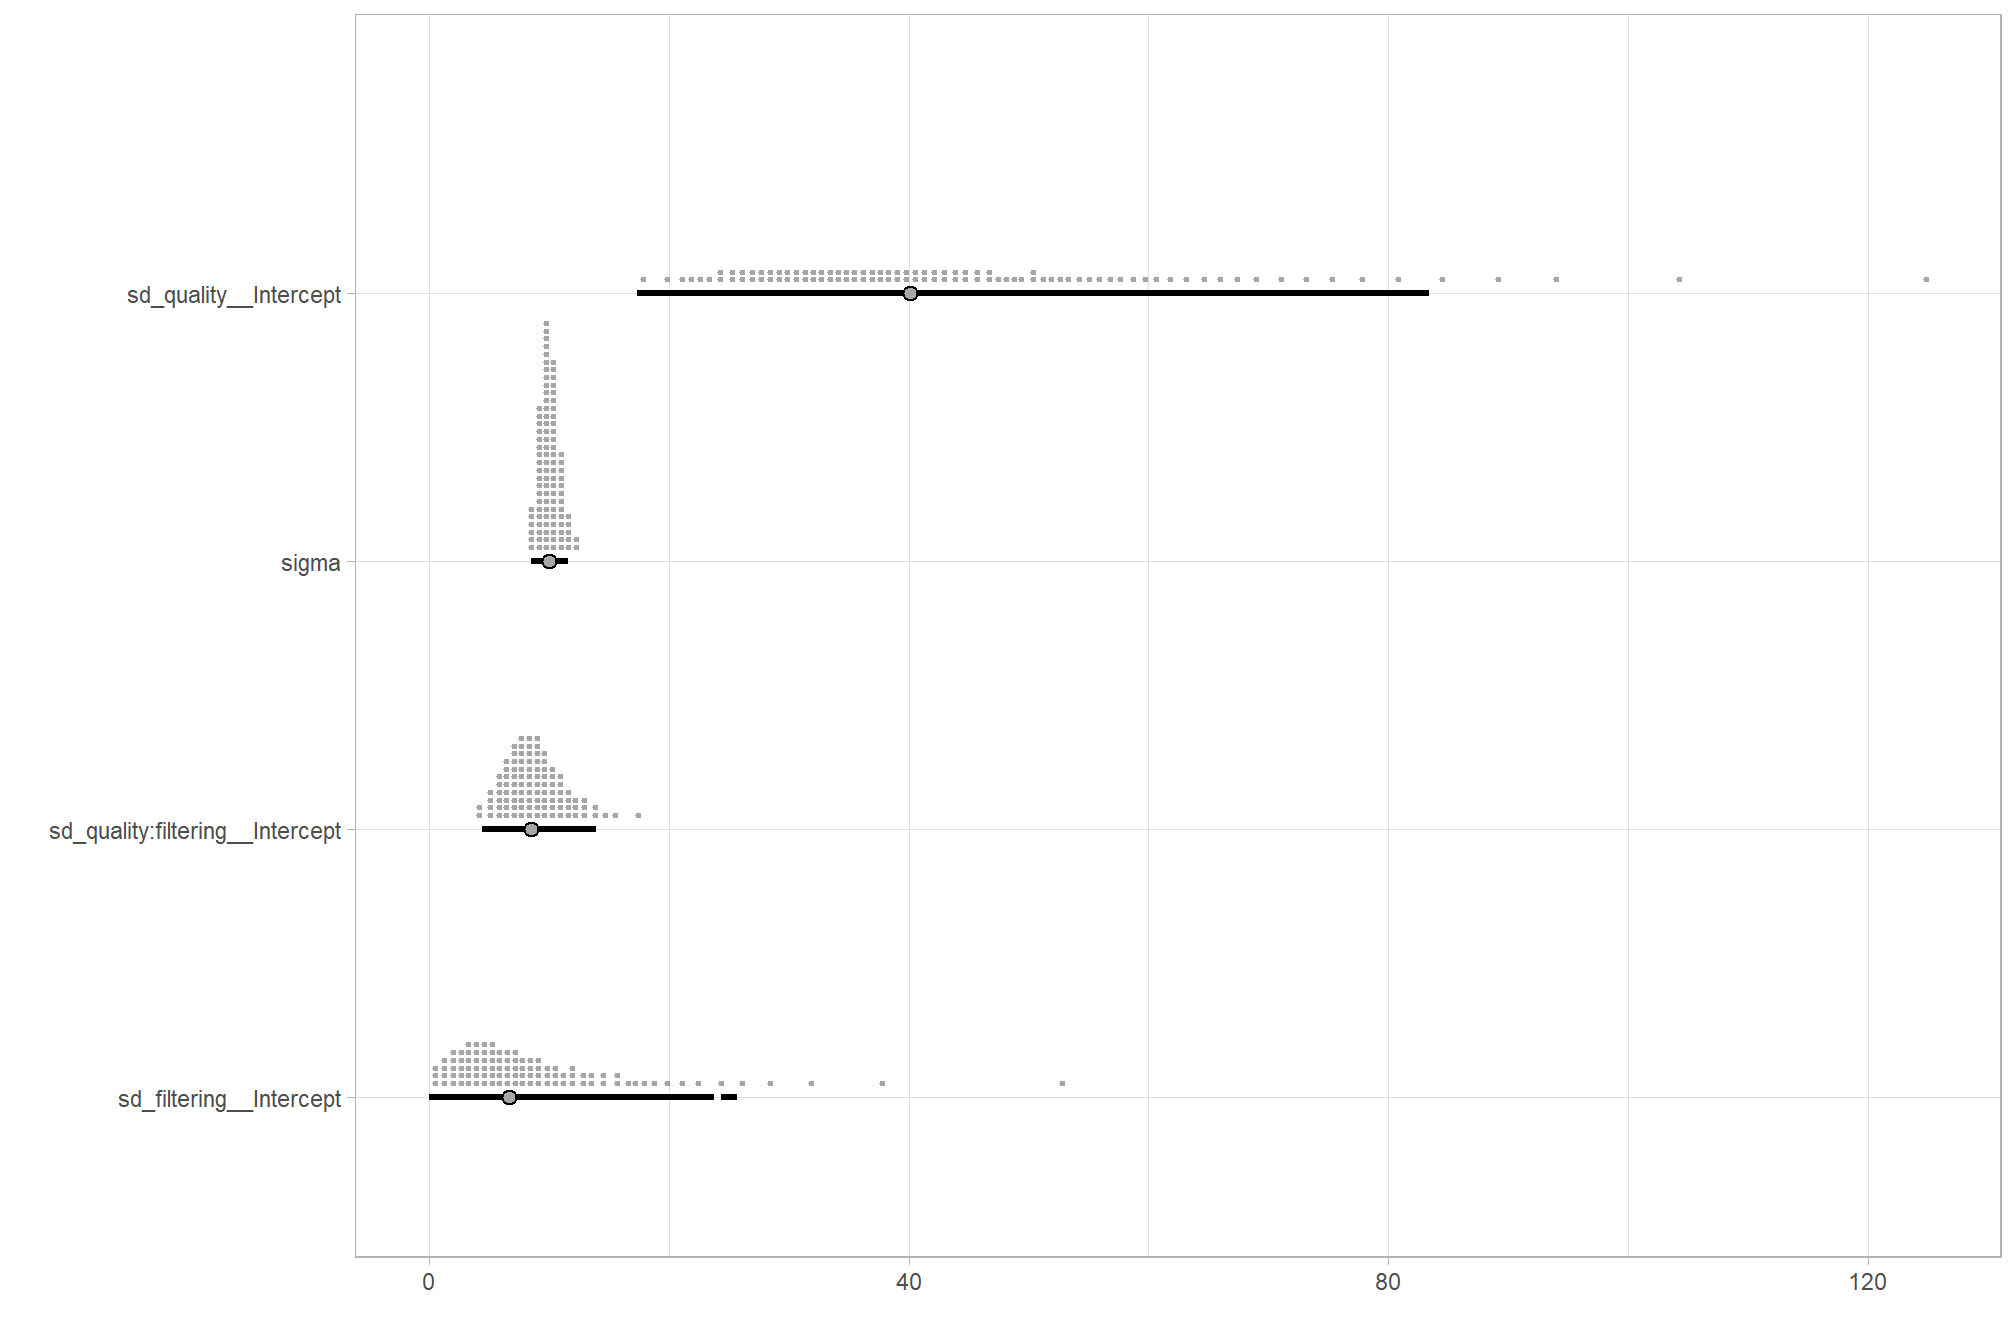 sd_quality__Intercept
sigma
sd_quality:filtering__Intercept
sd_filtering__Intercept
0 40 80 120